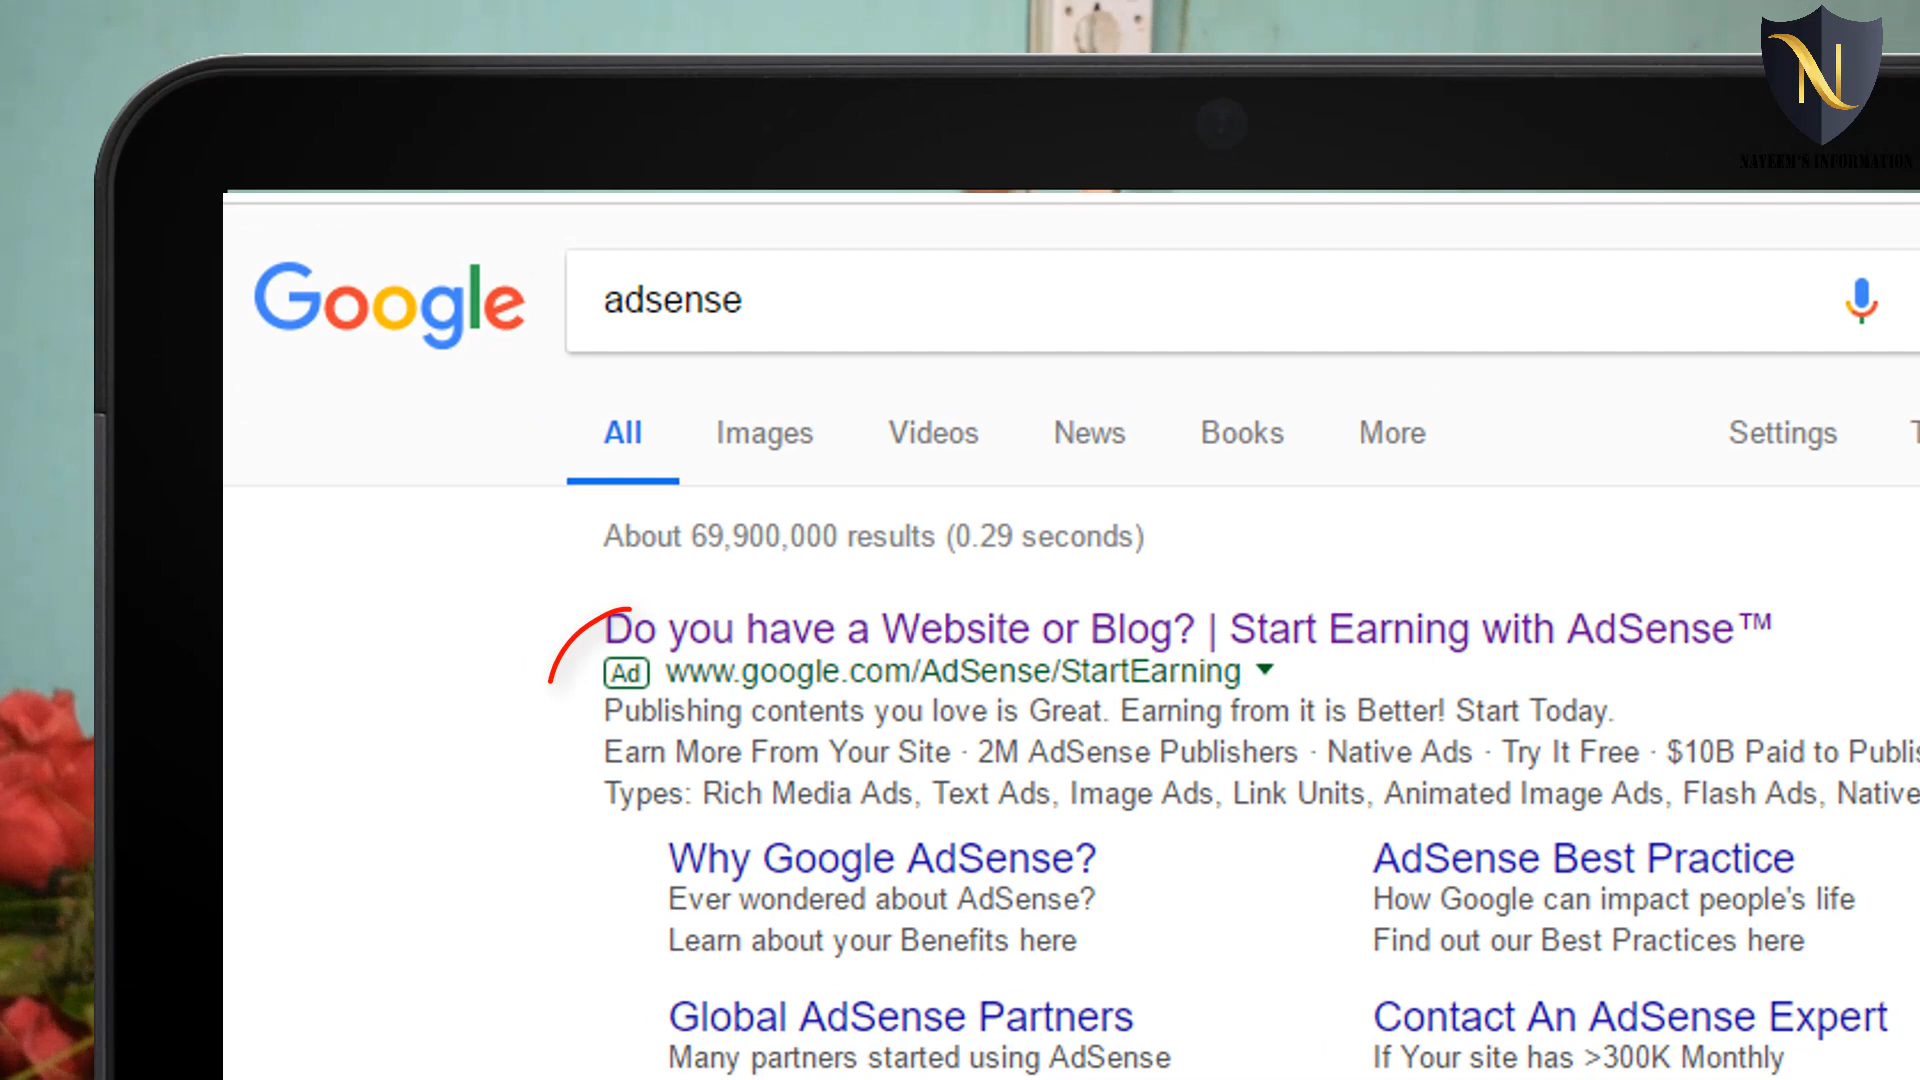 N
NAYEEM'S INFORMATION
Google
adsense
All Images Videos News Books More Settings T
About 69,900,000 results (0.29 seconds)
Do you have a Website or Blog? | Start Earning with AdSense™
Ad www.google.com/AdSense/StartEarning
Publishing contents you love is Great. Earning from it is Better! Start Today.
Earn More From Your Site · 2M AdSense Publishers · Native Ads · Try It Free · $10B Paid to Publis
Types: Rich Media Ads, Text Ads, Image Ads, Link Units, Animated Image Ads, Flash Ads, Native
Why Google AdSense?
Ever wondered about AdSense?
Learn about your Benefits here
AdSense Best Practice
How Google can impact people's life
Find out our Best Practices here
Global AdSense Partners
Many partners started using AdSense
Contact An AdSense Expert
If Your site has >300K Monthly